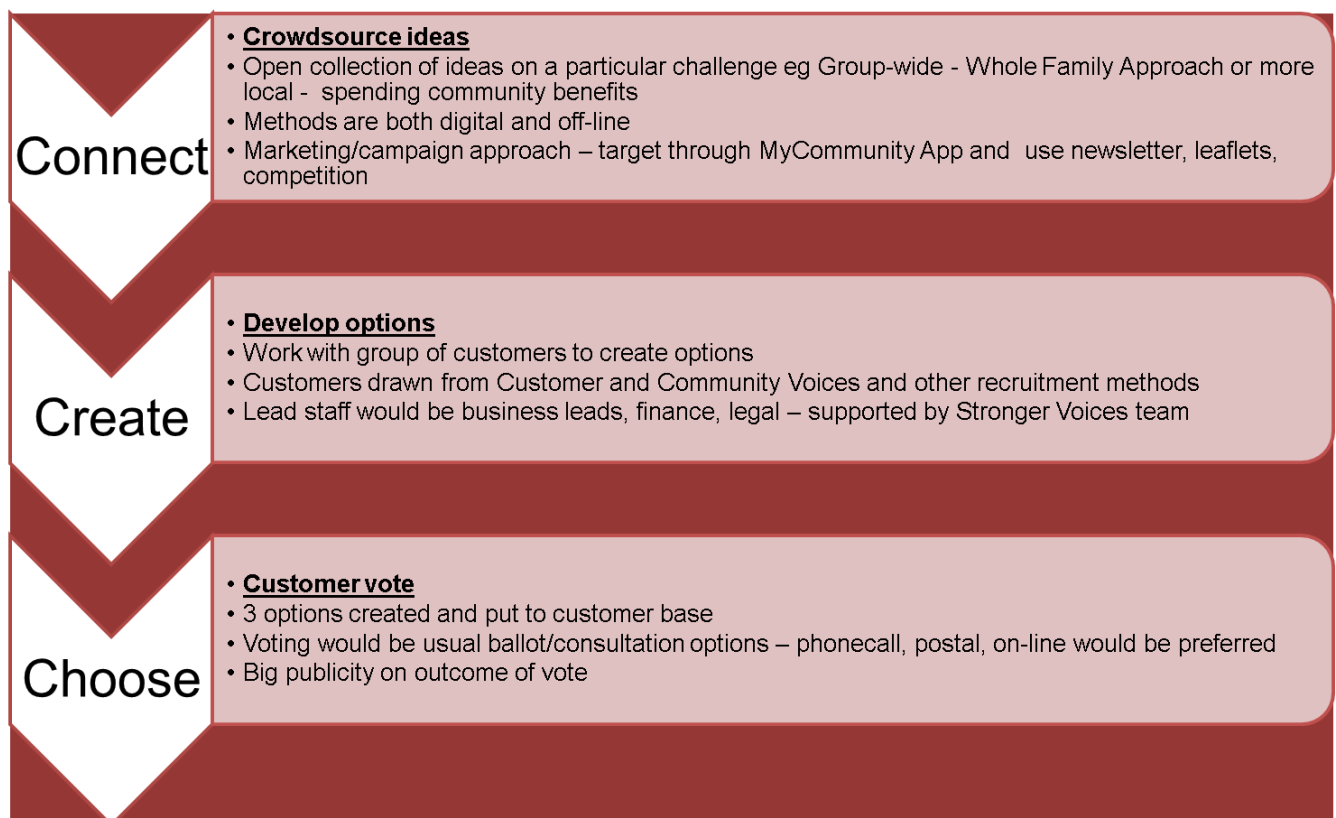 Connect
• Crowdsource ideas
• Open collection of ideas on a particular challenge eg Group-wide - Whole Family Approach or more
local - spending community benefits
• Methods are both digital and off-line
• Marketing/campaign approach – target through MyCommunity App and use newsletter, leaflets,
competition
Create
• Develop options
• Work with group of customers to create options
• Customers drawn from Customer and Community Voices and other recruitment methods
• Lead staff would be business leads, finance, legal – supported by Stronger Voices team
Choose
• Customer vote
• 3 options created and put to customer base
• Voting would be usual ballot/consultation options – phonecall, postal, on-line would be preferred
• Big publicity on outcome of vote